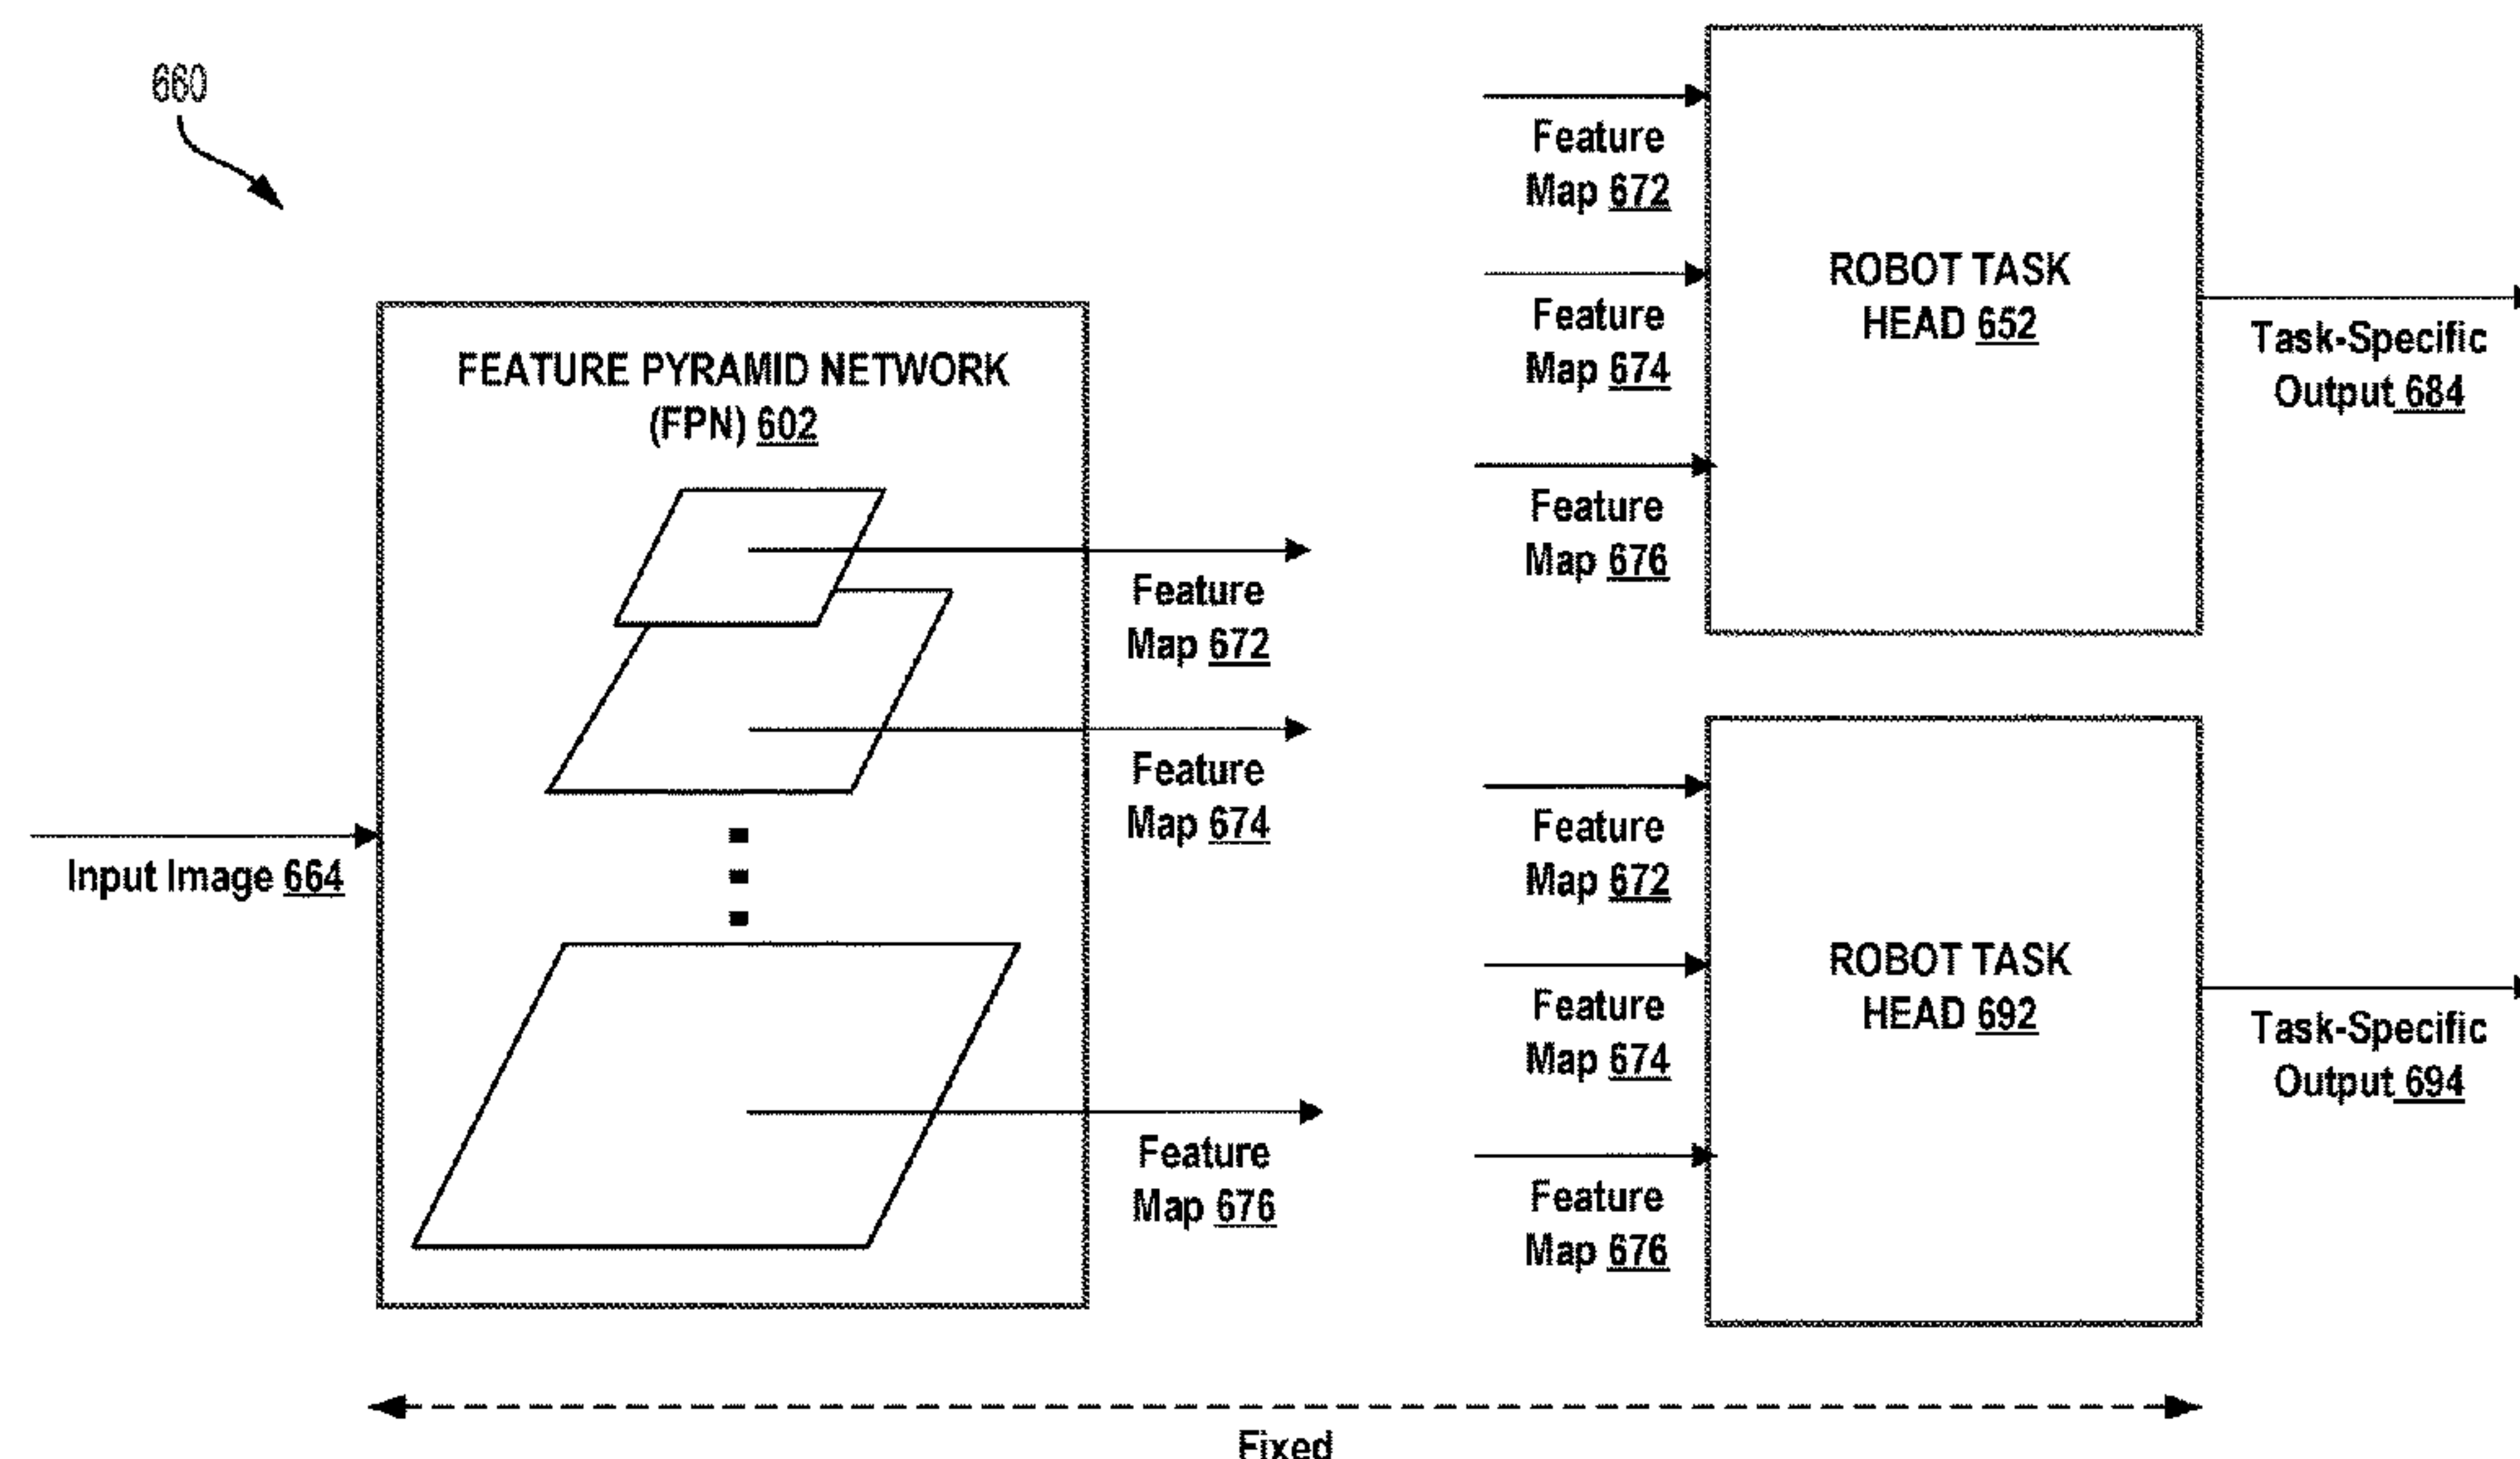 660
FEATURE PYRAMID NETWORK
(FPN) 602
Input Image 664
Feature
Map 672
Feature
Map 674
Feature
Map 676
Feature
Map 672
Feature
Map 674
Feature
Map 676
ROBOT TASK
HEAD 652
Task-Specific
Output 684
Feature
Map 672
Feature
Map 674
Feature
Map 676
ROBOT TASK
HEAD 692
Task-Specific
Output 694
Fixed